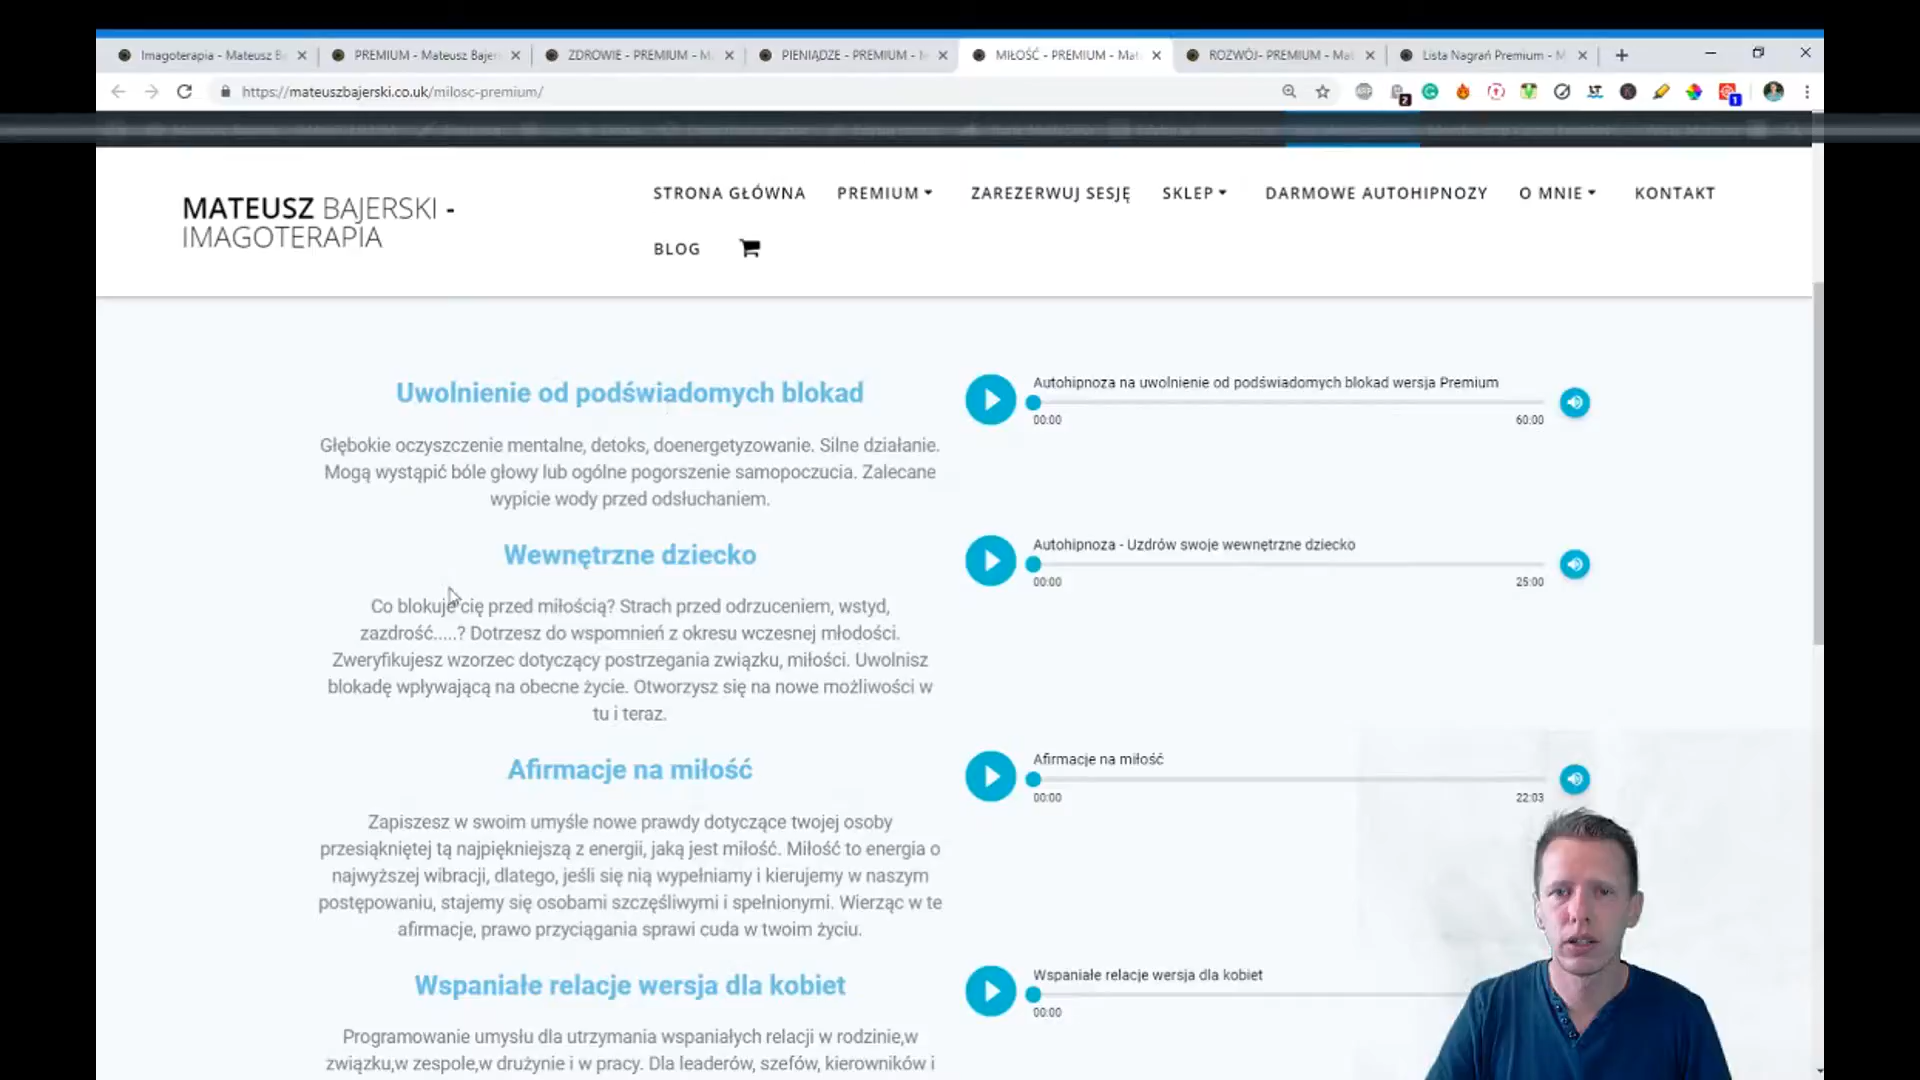 Imagoterapia - Mateusz B
PREMIUM - Mateusz Bajer
ZDROWIE - PREMIUM - M
PIENIĄDZE - PREMIUM -
MIŁOŚĆ - PREMIUM - Mat
ROZWÓJ- PREMIUM - Mat
Lista Nagrań Premium - M
https://mateuszbajerski.co.uk/milosc-premium/
MATEUSZ BAJERSKI -
IMAGOTERAPIA
STRONA GŁÓWNA
PREMIUM
ZAREZERWUJ SESJĘ
SKLEP
DARMOWE AUTOHIPNOZY
O MNIE
KONTAKT
BLOG
Uwolnienie od podświadomych blokad
Głębokie oczyszczenie mentalne, detoks, doenergetyzowanie. Silne działanie.
Mogą wystąpić bóle głowy lub ogólne pogorszenie samopoczucia. Zalecane
wypicie wody przed odsłuchaniem.
Autohipnoza na uwolnienie od podświadomych blokad wersja Premium
00:00
60:00
Wewnętrzne dziecko
Co blokuje cię przed miłością? Strach przed odrzuceniem, wstyd,
zazdrość.....? Dotrzesz do wspomnień z okresu wczesnej młodości.
Zweryfikujesz wzorzec dotyczący postrzegania związku, miłości. Uwolnisz
blokadę wpływającą na obecne życie. Otworzysz się na nowe możliwości w
tu i teraz.
Autohipnoza - Uzdrów swoje wewnętrzne dziecko
00:00
25:00
Afirmacje na miłość
Zapiszesz w swoim umyśle nowe prawdy dotyczące twojej osoby
przesiąkniętej tą najpiękniejszą z energii, jaką jest miłość. Miłość to energia o
najwyższej wibracji, dlatego, jeśli się nią wypełniamy i kierujemy w naszym
postępowaniu, stajemy się osobami szczęśliwymi i spełnionymi. Wierząc w te
afirmacje, prawo przyciągania sprawi cuda w twoim życiu.
Afirmacje na miłość
00:00
22:03
Wspaniałe relacje wersja dla kobiet
Programowanie umysłu dla utrzymania wspaniałych relacji w rodzinie,w
związku,w zespole,w drużynie i w pracy. Dla leaderów, szefów, kierowników i
Wspaniałe relacje wersja dla kobiet
00:00